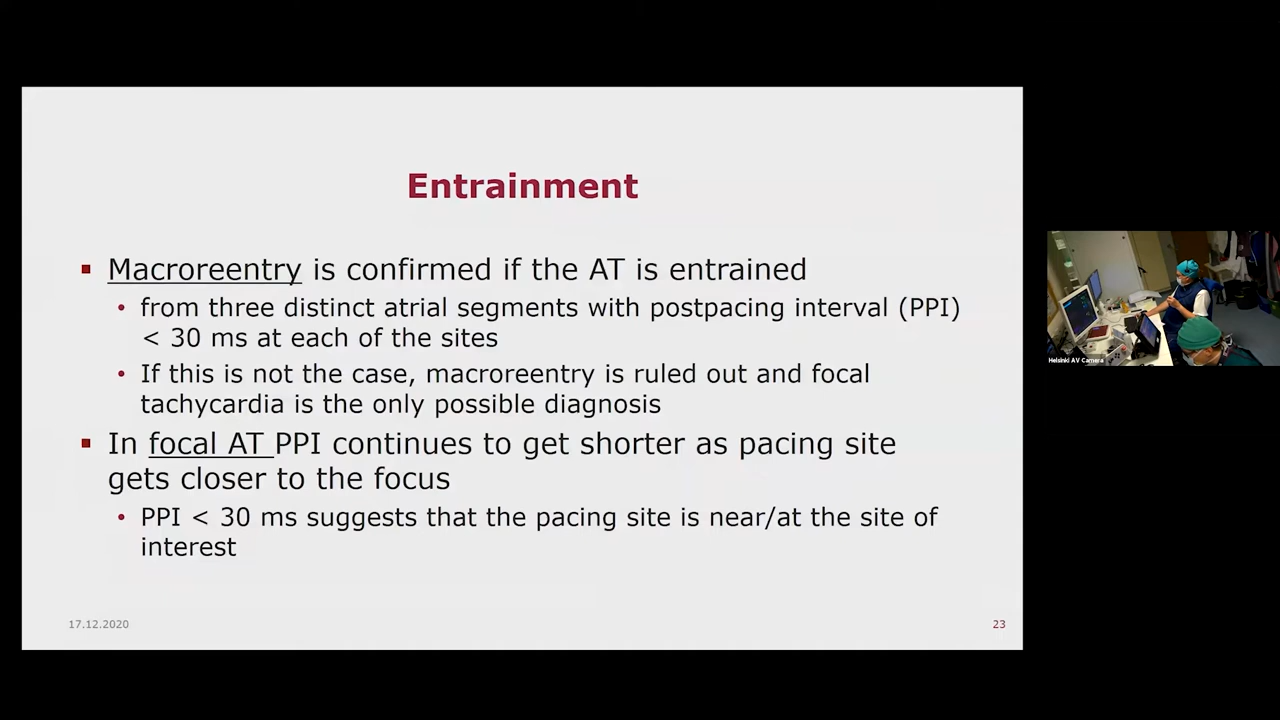 Entrainment
▪ Macroreentry is confirmed if the AT is entrained
• from three distinct atrial segments with postpacing interval (PPI)
< 30 ms at each of the sites
• If this is not the case, macroreentry is ruled out and focal
tachycardia is the only possible diagnosis
▪ In focal AT PPI continues to get shorter as pacing site
gets closer to the focus
• PPI < 30 ms suggests that the pacing site is near/at the site of
interest
17.12.2020
23
Helsinki AV Camera